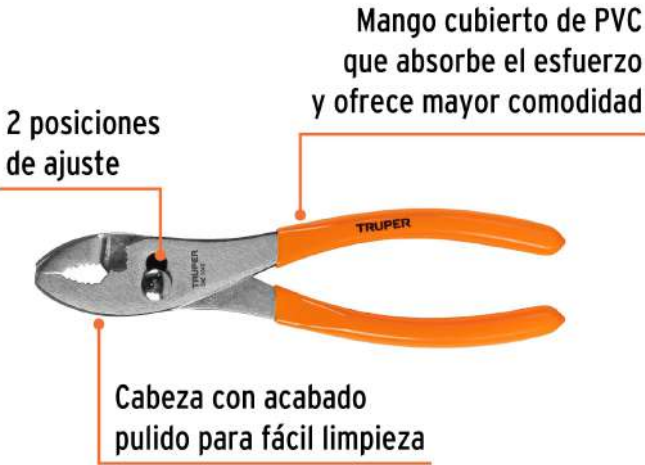 Mango cubierto de PVC
que absorbe el esfuerzo
y ofrece mayor comodidad
2 posiciones
de ajuste
TRUPER
TRUPER
Cabeza con acabado
pulido para fácil limpieza